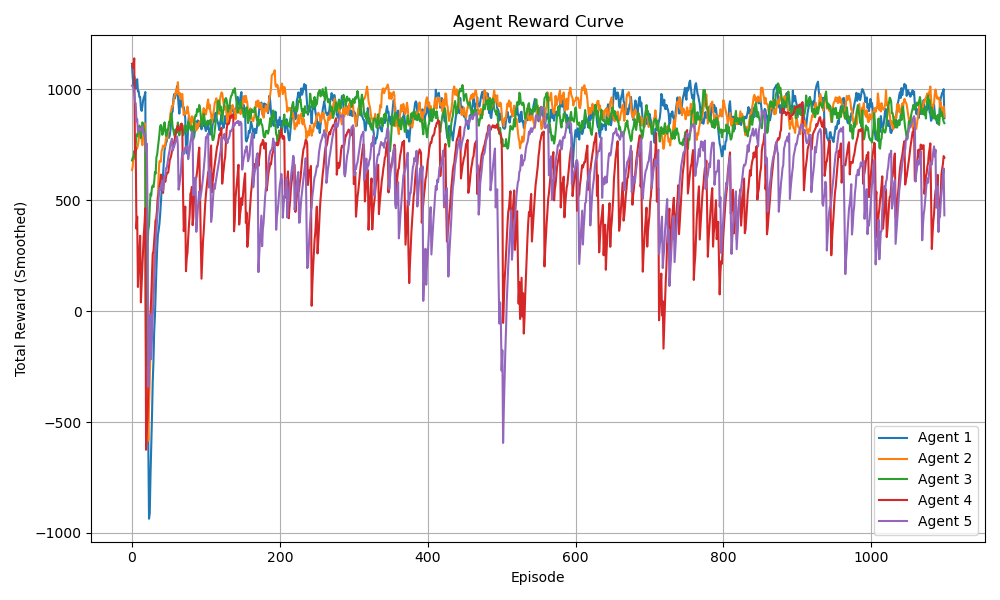 Agent Reward Curve
Total Reward (Smoothed)
1000
500
0
−500
−1000
0 200 400 600 800 1000
Episode
Agent 1
Agent 2
Agent 3
Agent 4
Agent 5